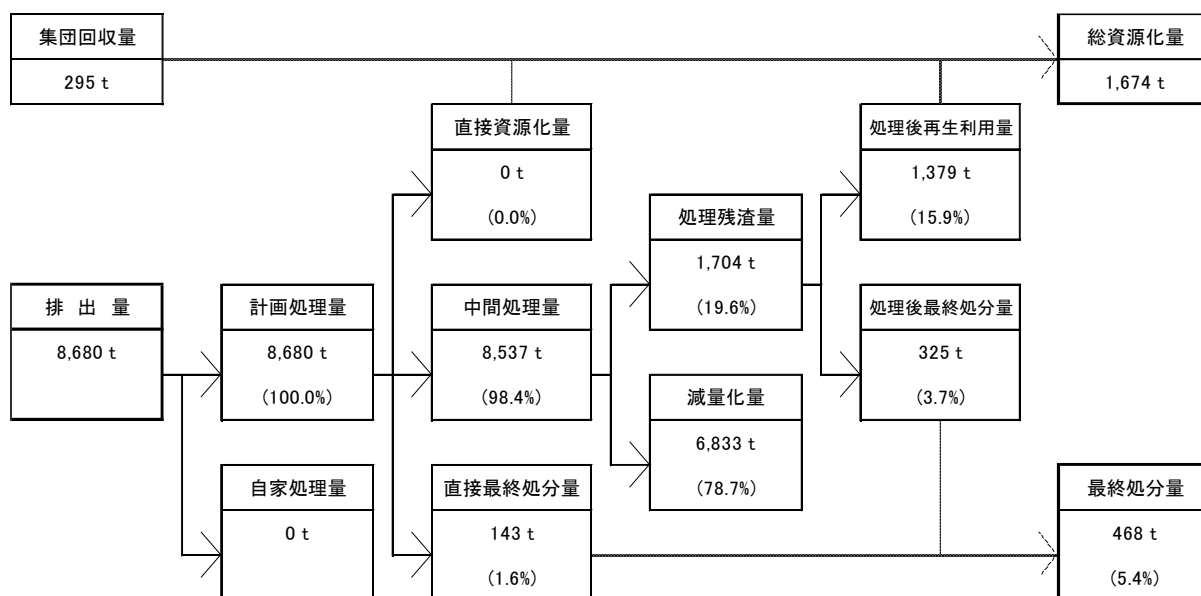 集団回収量
295 t
総資源化量
1,674 t
直接資源化量
0 t
(0.0%)
処理後再生利用量
1,379 t
(15.9%)
処理残渣量
1,704 t
(19.6%)
排 出 量
8,680 t
計画処理量
8,680 t
(100.0%)
中間処理量
8,537 t
(98.4%)
処理後最終処分量
325 t
(3.7%)
減量化量
6,833 t
(78.7%)
自家処理量
0 t
直接最終処分量
143 t
(1.6%)
最終処分量
468 t
(5.4%)